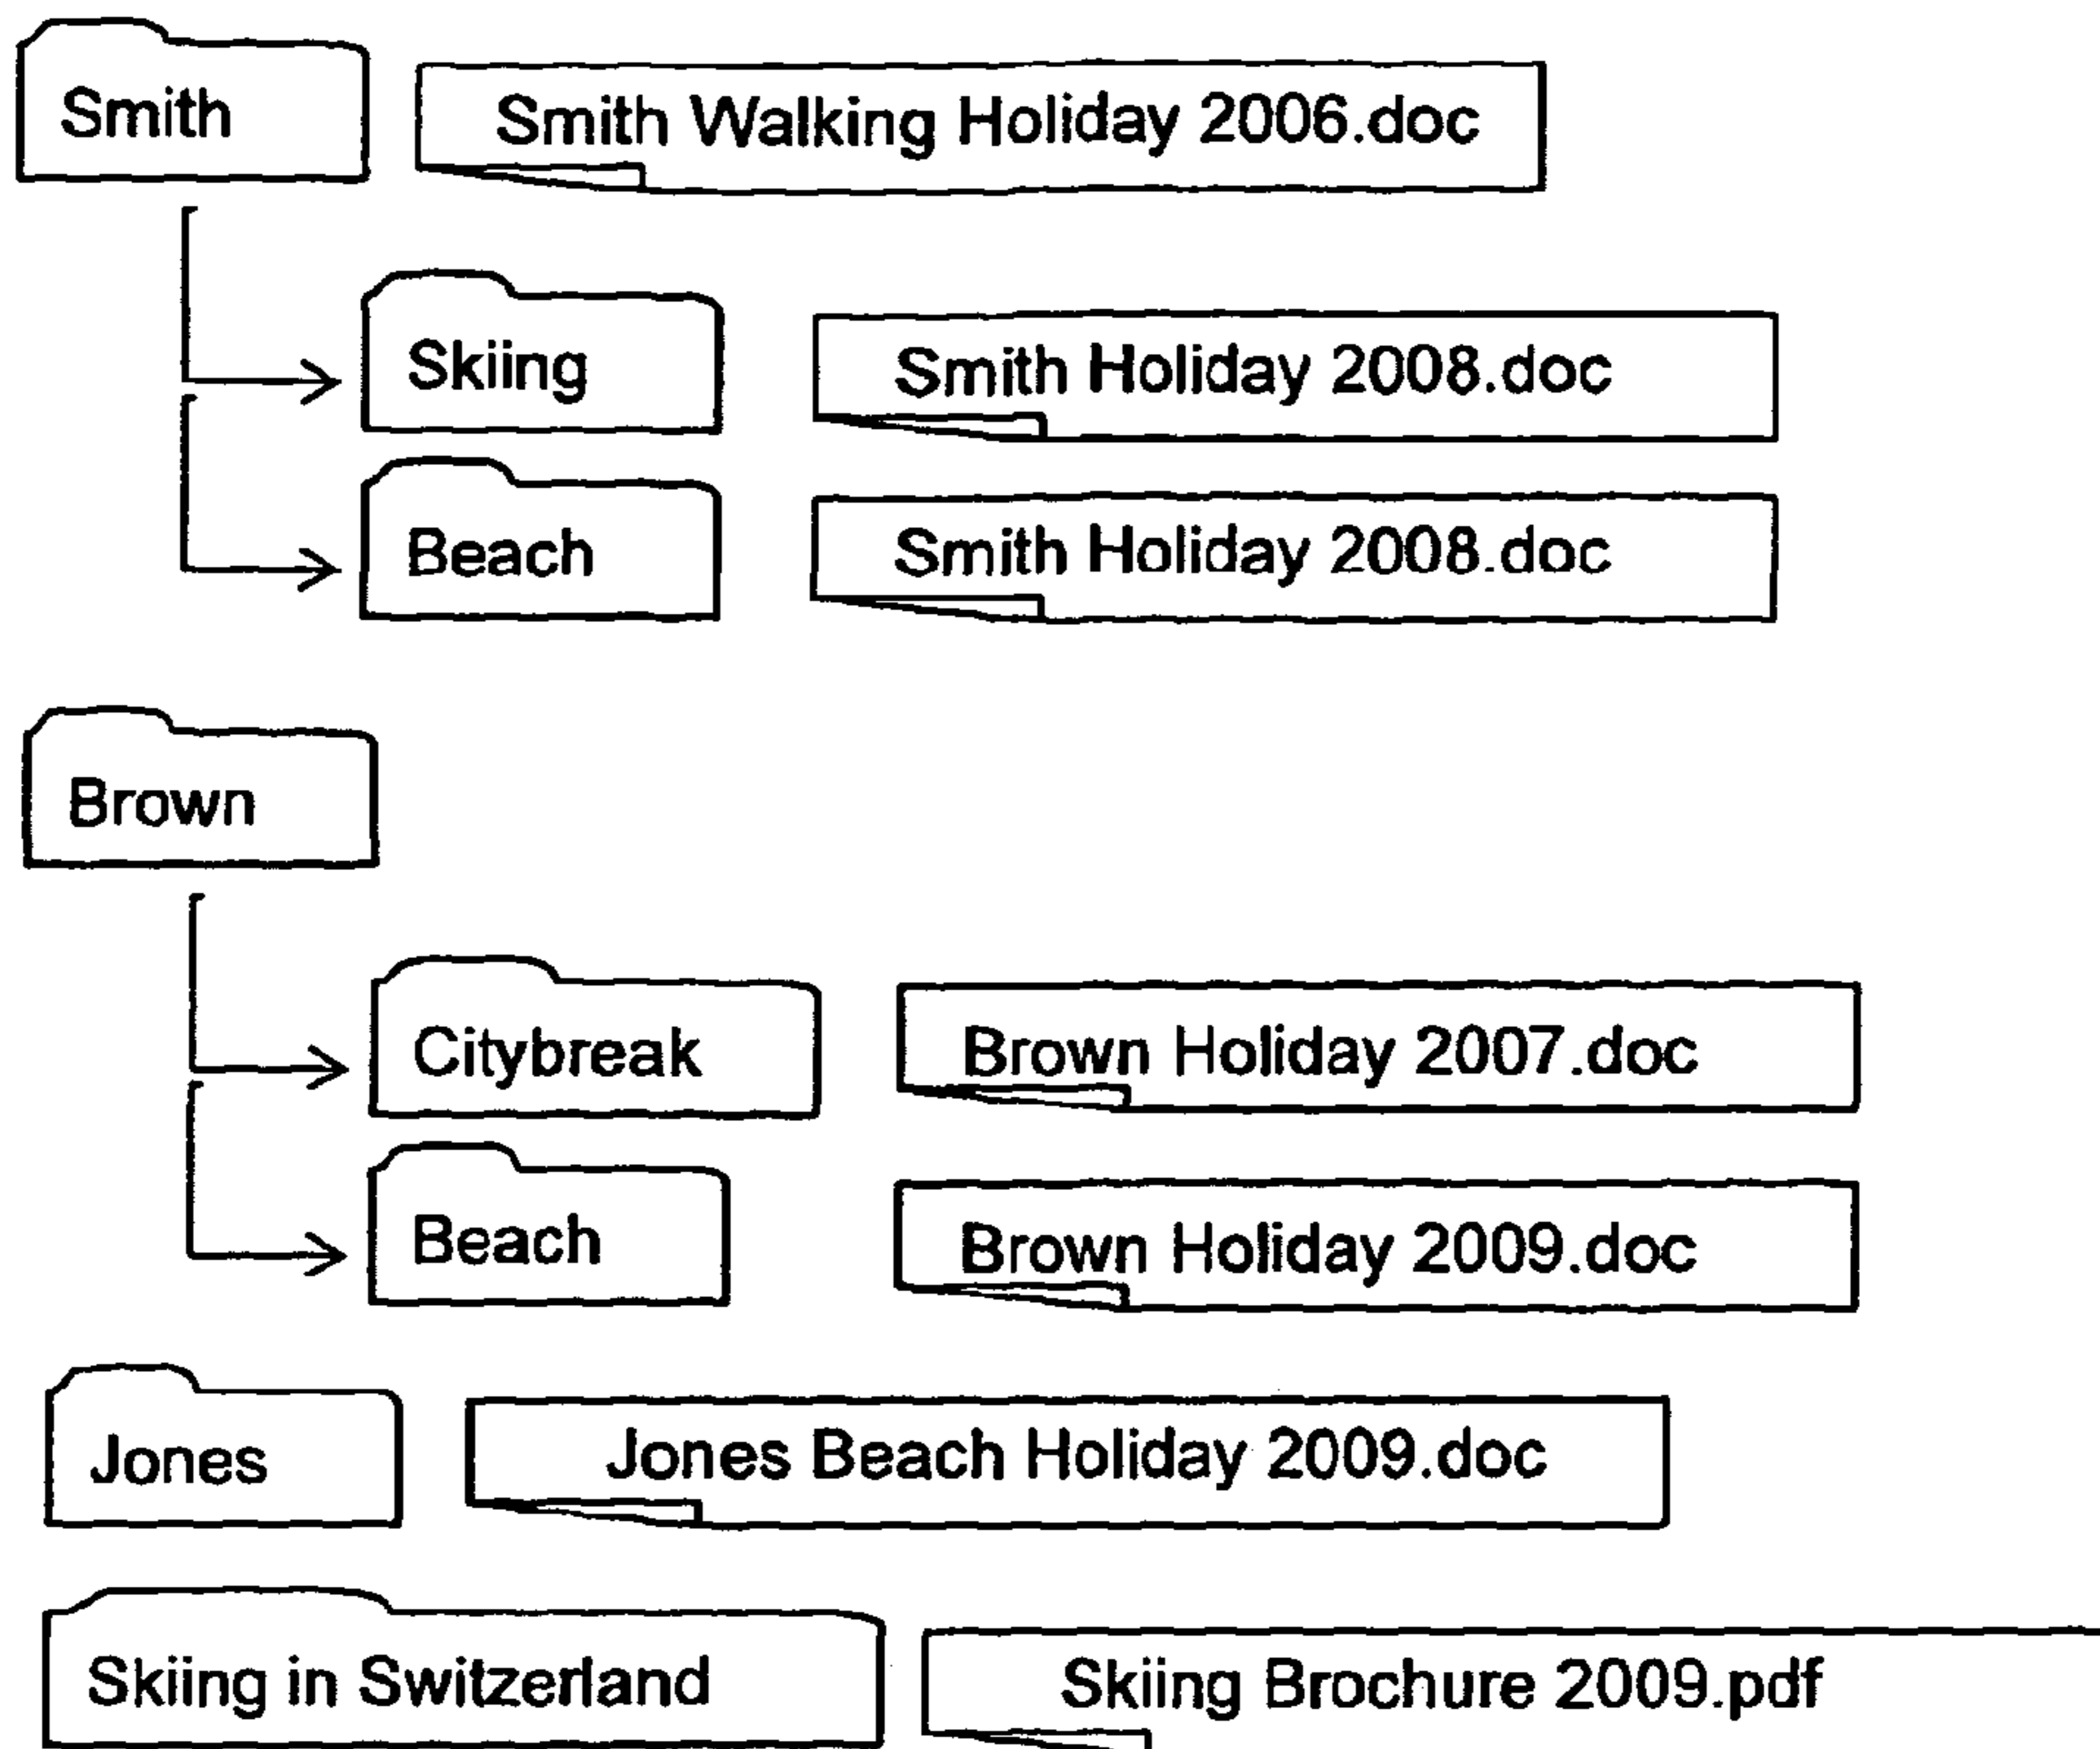 Smith
Smith Walking Holiday 2006.doc
Skiing
Smith Holiday 2008.doc
Beach
Smith Holiday 2008.doc
Brown
Citybreak
Brown Holiday 2007.doc
Beach
Brown Holiday 2009.doc
Jones
Jones Beach Holiday 2009.doc
Skiing in Switzerland
Skiing Brochure 2009.pdf